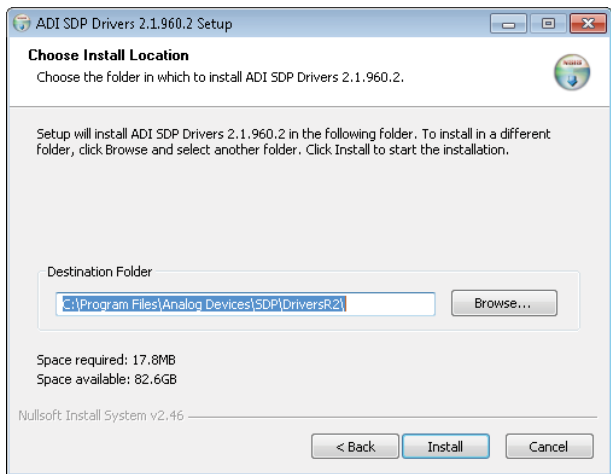 ADI SDP Drivers 2.1.960.2 Setup
Choose Install Location
Choose the folder in which to install ADI SDP Drivers 2.1.960.2.
Setup will install ADI SDP Drivers 2.1.960.2 in the following folder. To install in a different
folder, click Browse and select another folder. Click Install to start the installation.
Destination Folder
C:\Program Files\Analog Devices\SDP\DriversR2\
Browse...
Space required: 17.8MB
Space available: 82.6GB
Nullsoft Install System v2.46
< Back
Install
Cancel